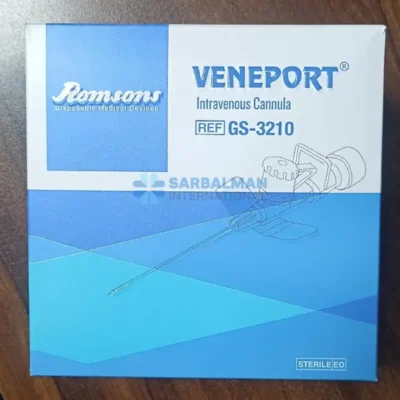 Romsons
Disposable Medical Devices
VENEPORT®
Intravenous Cannula
REF GS-3210
SARBALMAN
INTERNATIONAL
STERILE EO